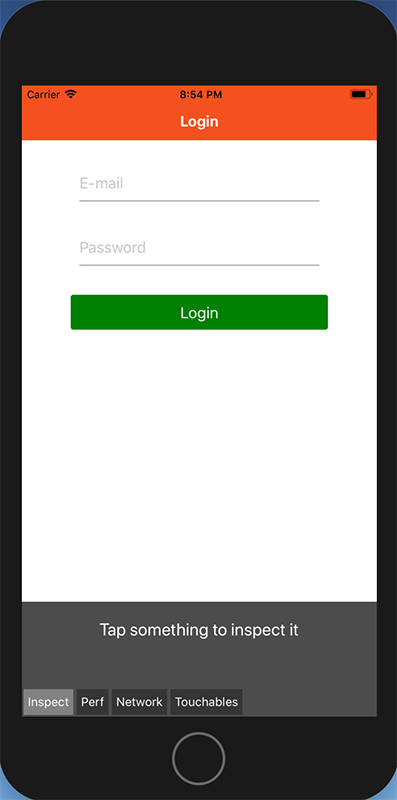 Carrier 8:54 PM
Login
E-mail
Password
Login
Tap something to inspect it
Inspect Perf Network Touchables